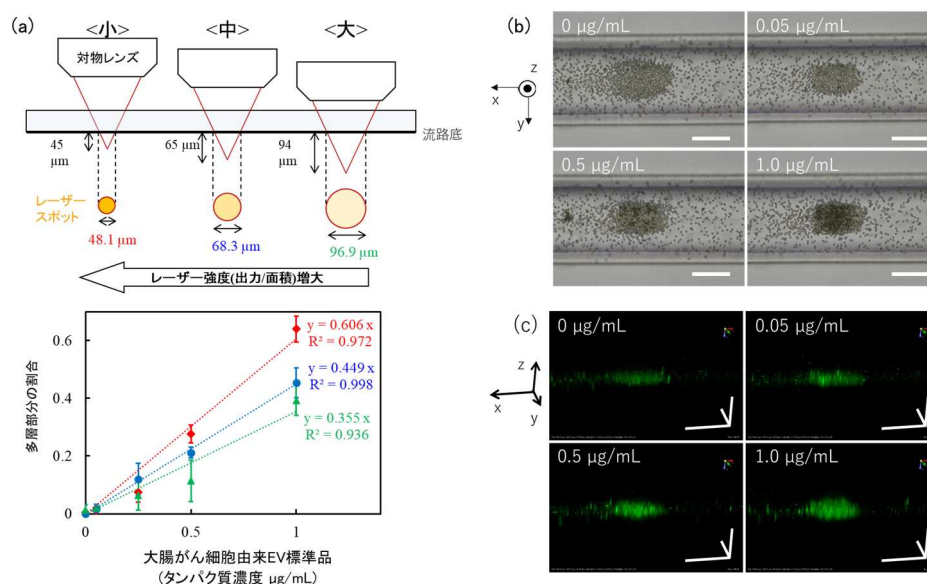 (a)
<小>
<中>
<大>
対物レンズ
45
μm
65 μm
94
μm
流路底
レーザー
スポット
48.1 μm
68.3 μm
96.9 μm
レーザー強度(出力/面積)増大
多層部分の割合
0.6
0.4
0.2
0
0
0.5
1
y = 0.606 x
R² = 0.972
y = 0.449 x
R² = 0.998
y = 0.355 x
R² = 0.936
大腸がん細胞由来EV標準品
(タンパク質濃度 μg/mL)
(b)
0 μg/mL
0.05 μg/mL
0.5 μg/mL
1.0 μg/mL
z
x
y
(c)
0 μg/mL
0.05 μg/mL
0.5 μg/mL
1.0 μg/mL
z
x
y